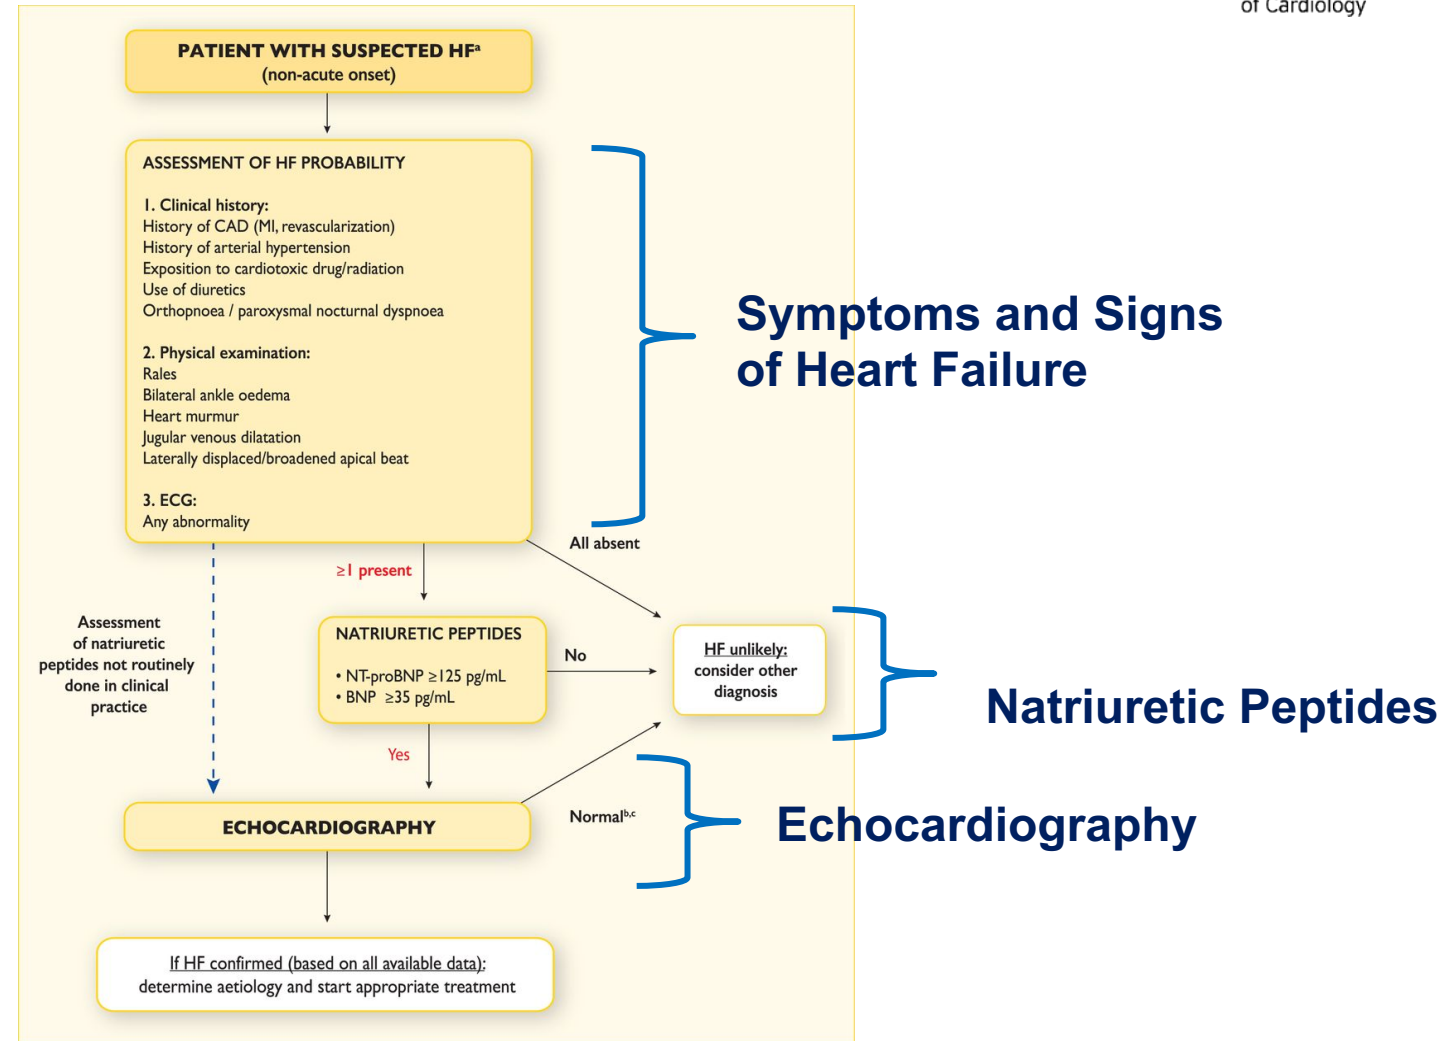 of Cardiology
PATIENT WITH SUSPECTED HFᵃ
(non-acute onset)
ASSESSMENT OF HF PROBABILITY
1. Clinical history:
History of CAD (MI, revascularization)
History of arterial hypertension
Exposition to cardiotoxic drug/radiation
Use of diuretics
Orthopnoea / paroxysmal nocturnal dyspnoea
2. Physical examination:
Rales
Bilateral ankle oedema
Heart murmur
Jugular venous dilatation
Laterally displaced/broadened apical beat
3. ECG:
Any abnormality
Symptoms and Signs
of Heart Failure
All absent
≥1 present
Assessment
of natriuretic
peptides not routinely
done in clinical
practice
NATRIURETIC PEPTIDES
• NT-proBNP ≥125 pg/mL
• BNP ≥35 pg/mL
No
HF unlikely:
consider other
diagnosis
Natriuretic Peptides
Yes
ECHOCARDIOGRAPHY
Normalᵇ,ᶜ
Echocardiography
If HF confirmed (based on all available data):
determine aetiology and start appropriate treatment